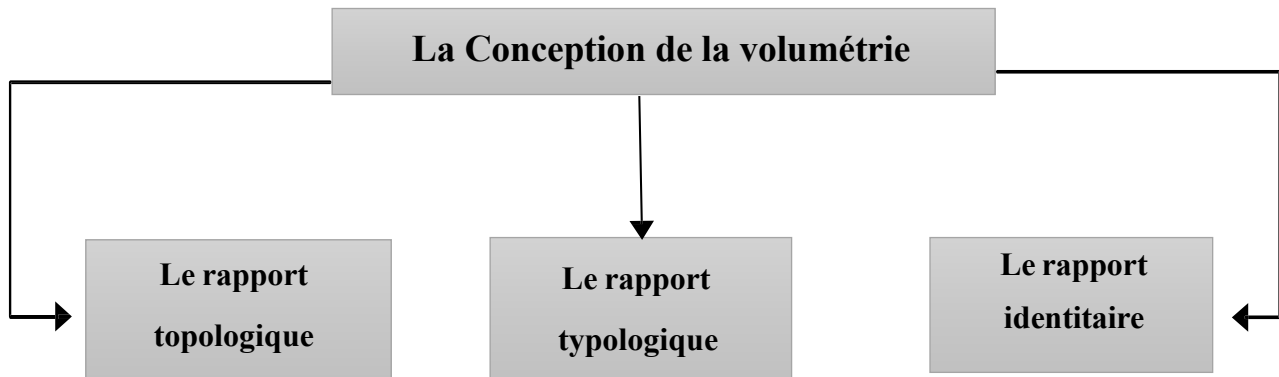 La Conception de la volumétrie
Le rapport
topologique
Le rapport
typologique
Le rapport
identitaire